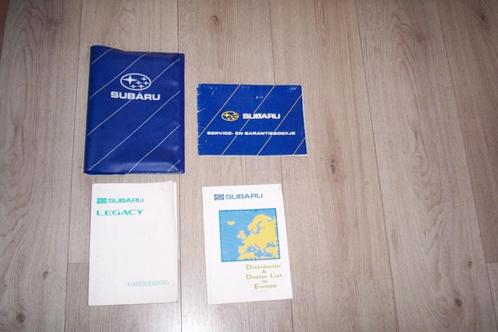 SUBARU
SUBARU
SERVICE- EN GARANTIEBOEKJE
SUBARU
LEGACY
HANDLEIDING
SUBARU
Distributor
&
Dealer List
in
Europe